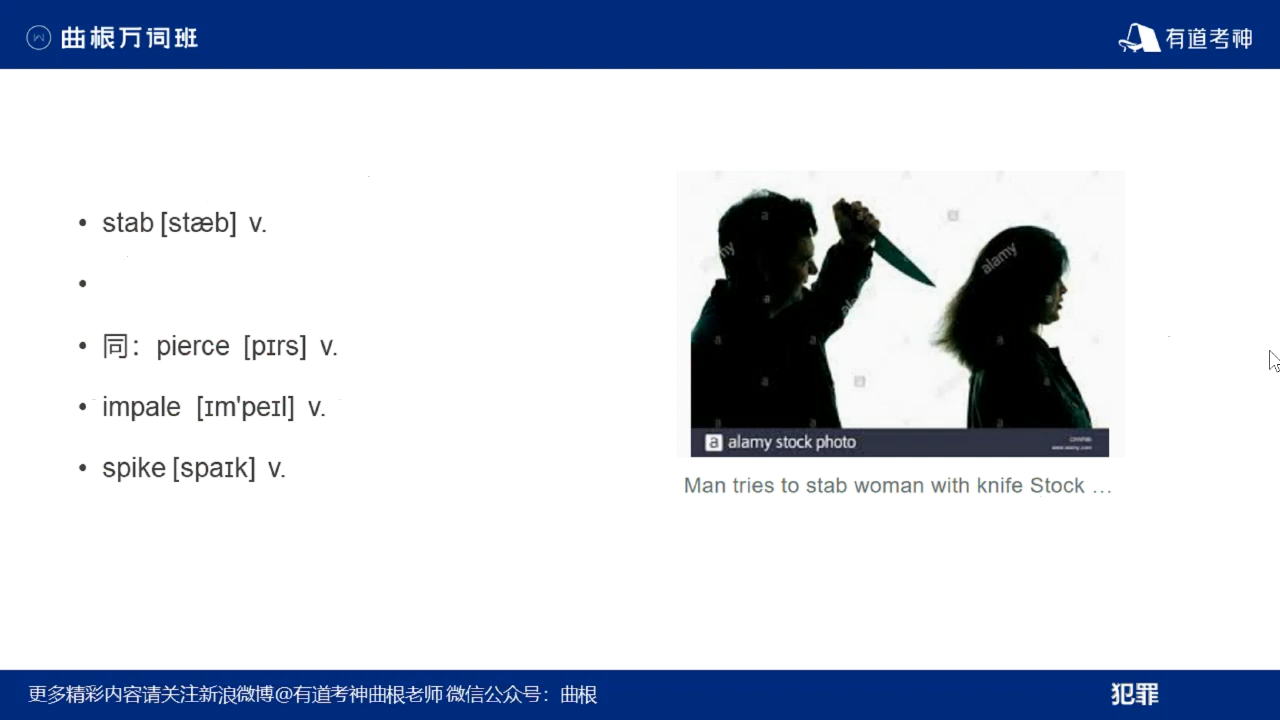 曲根万词班
有道考神
• stab [stæb] v.
•
• 同：pierce [pɪrs] v.
• impale [ɪm'peɪl] v.
• spike [spaɪk] v.
a alamy stock photo
www.alamy.com
alamy
Man tries to stab woman with knife Stock …
更多精彩内容请关注新浪微博@有道考神曲根老师 微信公众号：曲根
犯罪